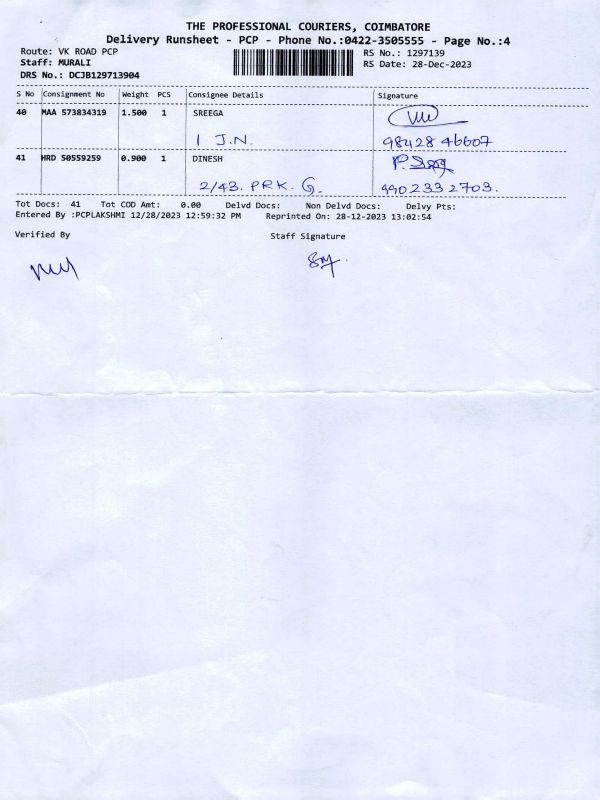 THE PROFESSIONAL COURIERS, COIMBATORE
Delivery Runsheet - PCP - Phone No.:0422-3505555 - Page No.:4
Route: VK ROAD PCP RS No.: 1297139
Staff: MURALI RS Date: 28-Dec-2023
DRS No.: DCJB129713904
S No Consignment No Weight PCS Consignee Details Signature
40 MAA 573834319 1.500 1 SREEGA
1 J.N. 98428 46607
41 HRD 50559259 0.900 1 DINESH
2/43. PRK. G. 9902332703.
Tot Docs: 41 Tot COD Amt: 0.00 Delvd Docs: Non Delvd Docs: Delvy Pts:
Entered By :PCPLAKSHMI 12/28/2023 12:59:32 PM Reprinted On: 28-12-2023 13:02:54
Verified By Staff Signature